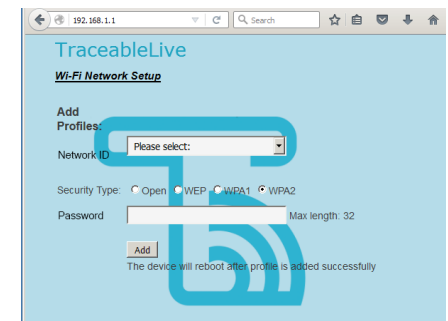 192.168.1.1
Search
TraceableLive
Wi-Fi Network Setup
Add
Profiles:
Network ID
Please select:
Security Type: Open WEP WPA1 WPA2
Password
Max length: 32
Add
The device will reboot after profile is added successfully